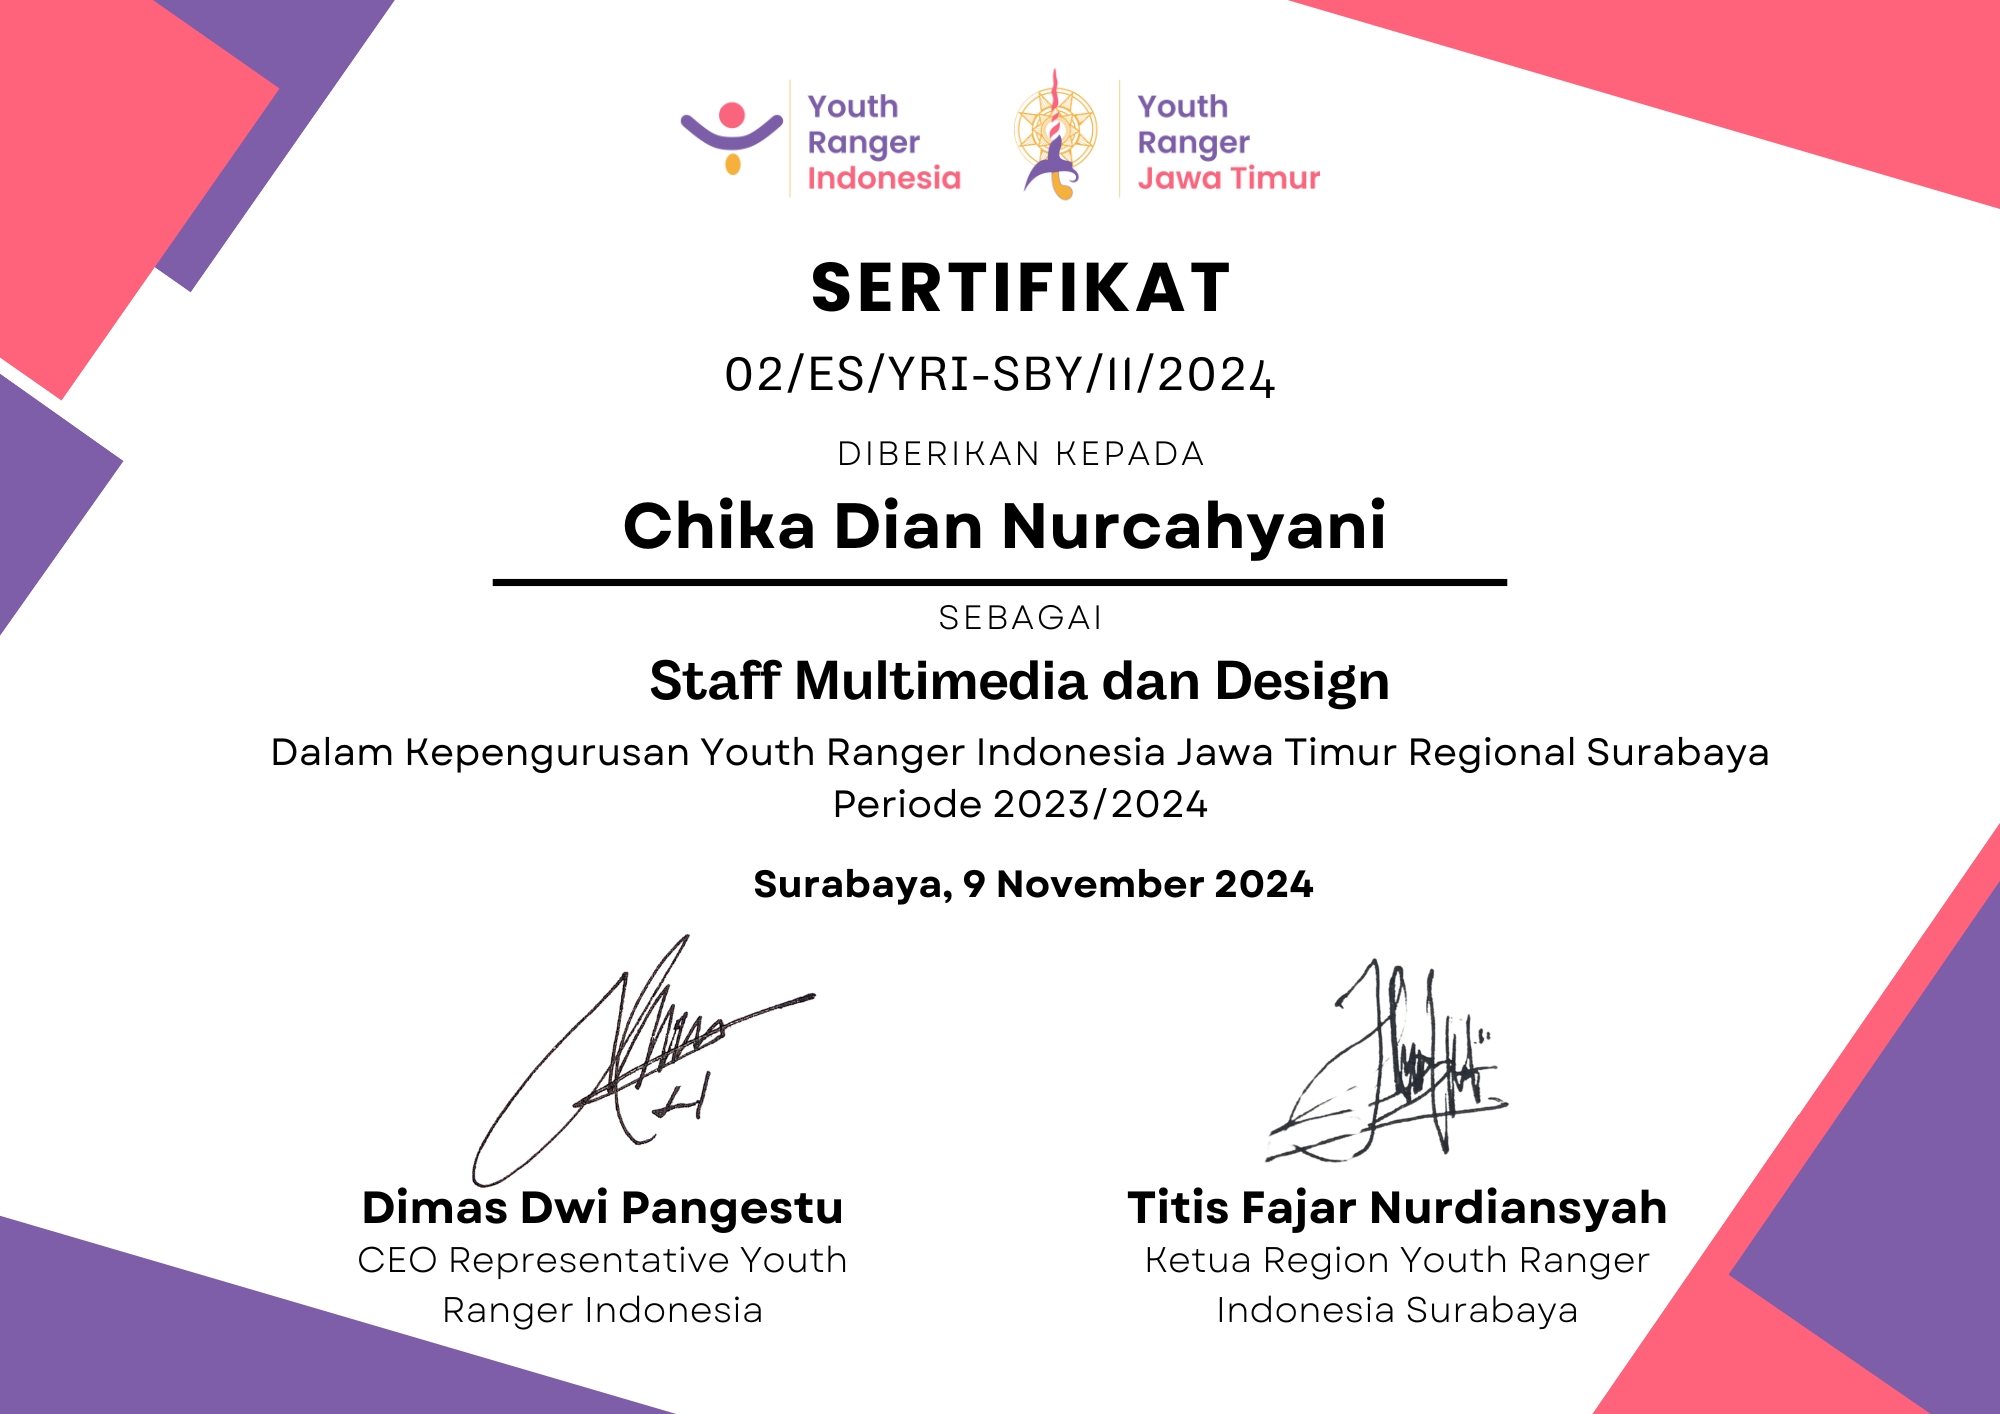 Youth
Ranger
Indonesia
Youth
Ranger
Jawa Timur
SERTIFIKAT
02/ES/YRI-SBY/II/2024
DIBERIKAN KEPADA
Chika Dian Nurcahyani
SEBAGAI
Staff Multimedia dan Design
Dalam Kepengurusan Youth Ranger Indonesia Jawa Timur Regional Surabaya
Periode 2023/2024
Surabaya, 9 November 2024
Dimas Dwi Pangestu
CEO Representative Youth
Ranger Indonesia
Titis Fajar Nurdiansyah
Ketua Region Youth Ranger
Indonesia Surabaya